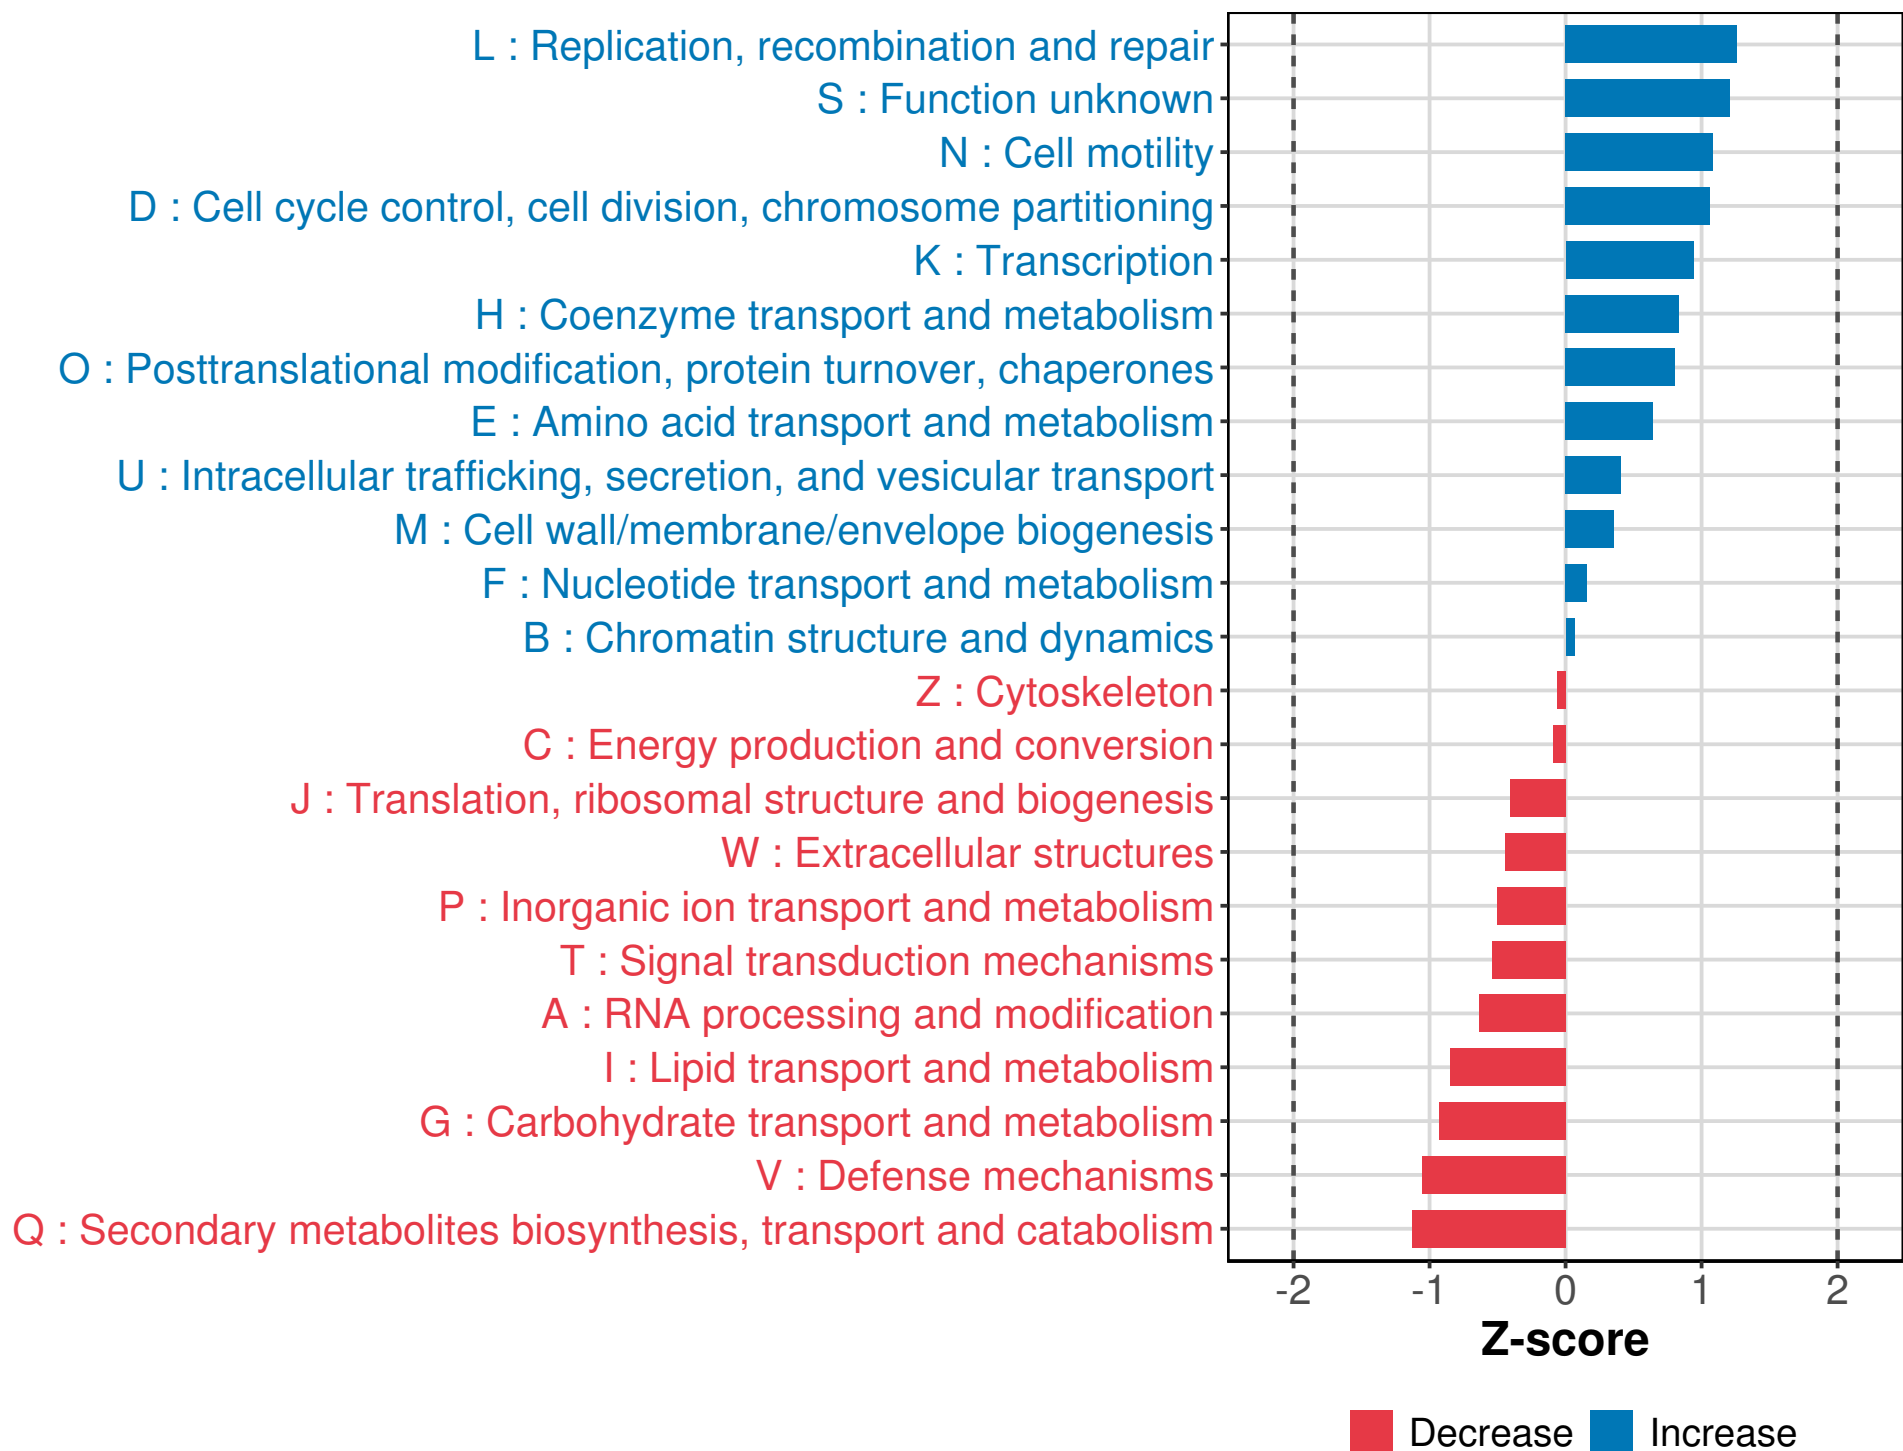 L : Replication, recombination and repair
S : Function unknown
N : Cell motility
D : Cell cycle control, cell division, chromosome partitioning
K : Transcription
H : Coenzyme transport and metabolism
O : Posttranslational modification, protein turnover, chaperones
E : Amino acid transport and metabolism
U : Intracellular trafficking, secretion, and vesicular transport
M : Cell wall/membrane/envelope biogenesis
F : Nucleotide transport and metabolism
B : Chromatin structure and dynamics
Z : Cytoskeleton
C : Energy production and conversion
J : Translation, ribosomal structure and biogenesis
W : Extracellular structures
P : Inorganic ion transport and metabolism
T : Signal transduction mechanisms
A : RNA processing and modification
I : Lipid transport and metabolism
G : Carbohydrate transport and metabolism
V : Defense mechanisms
Q : Secondary metabolites biosynthesis, transport and catabolism
-2 -1 0 1 2
Z-score
Decrease Increase